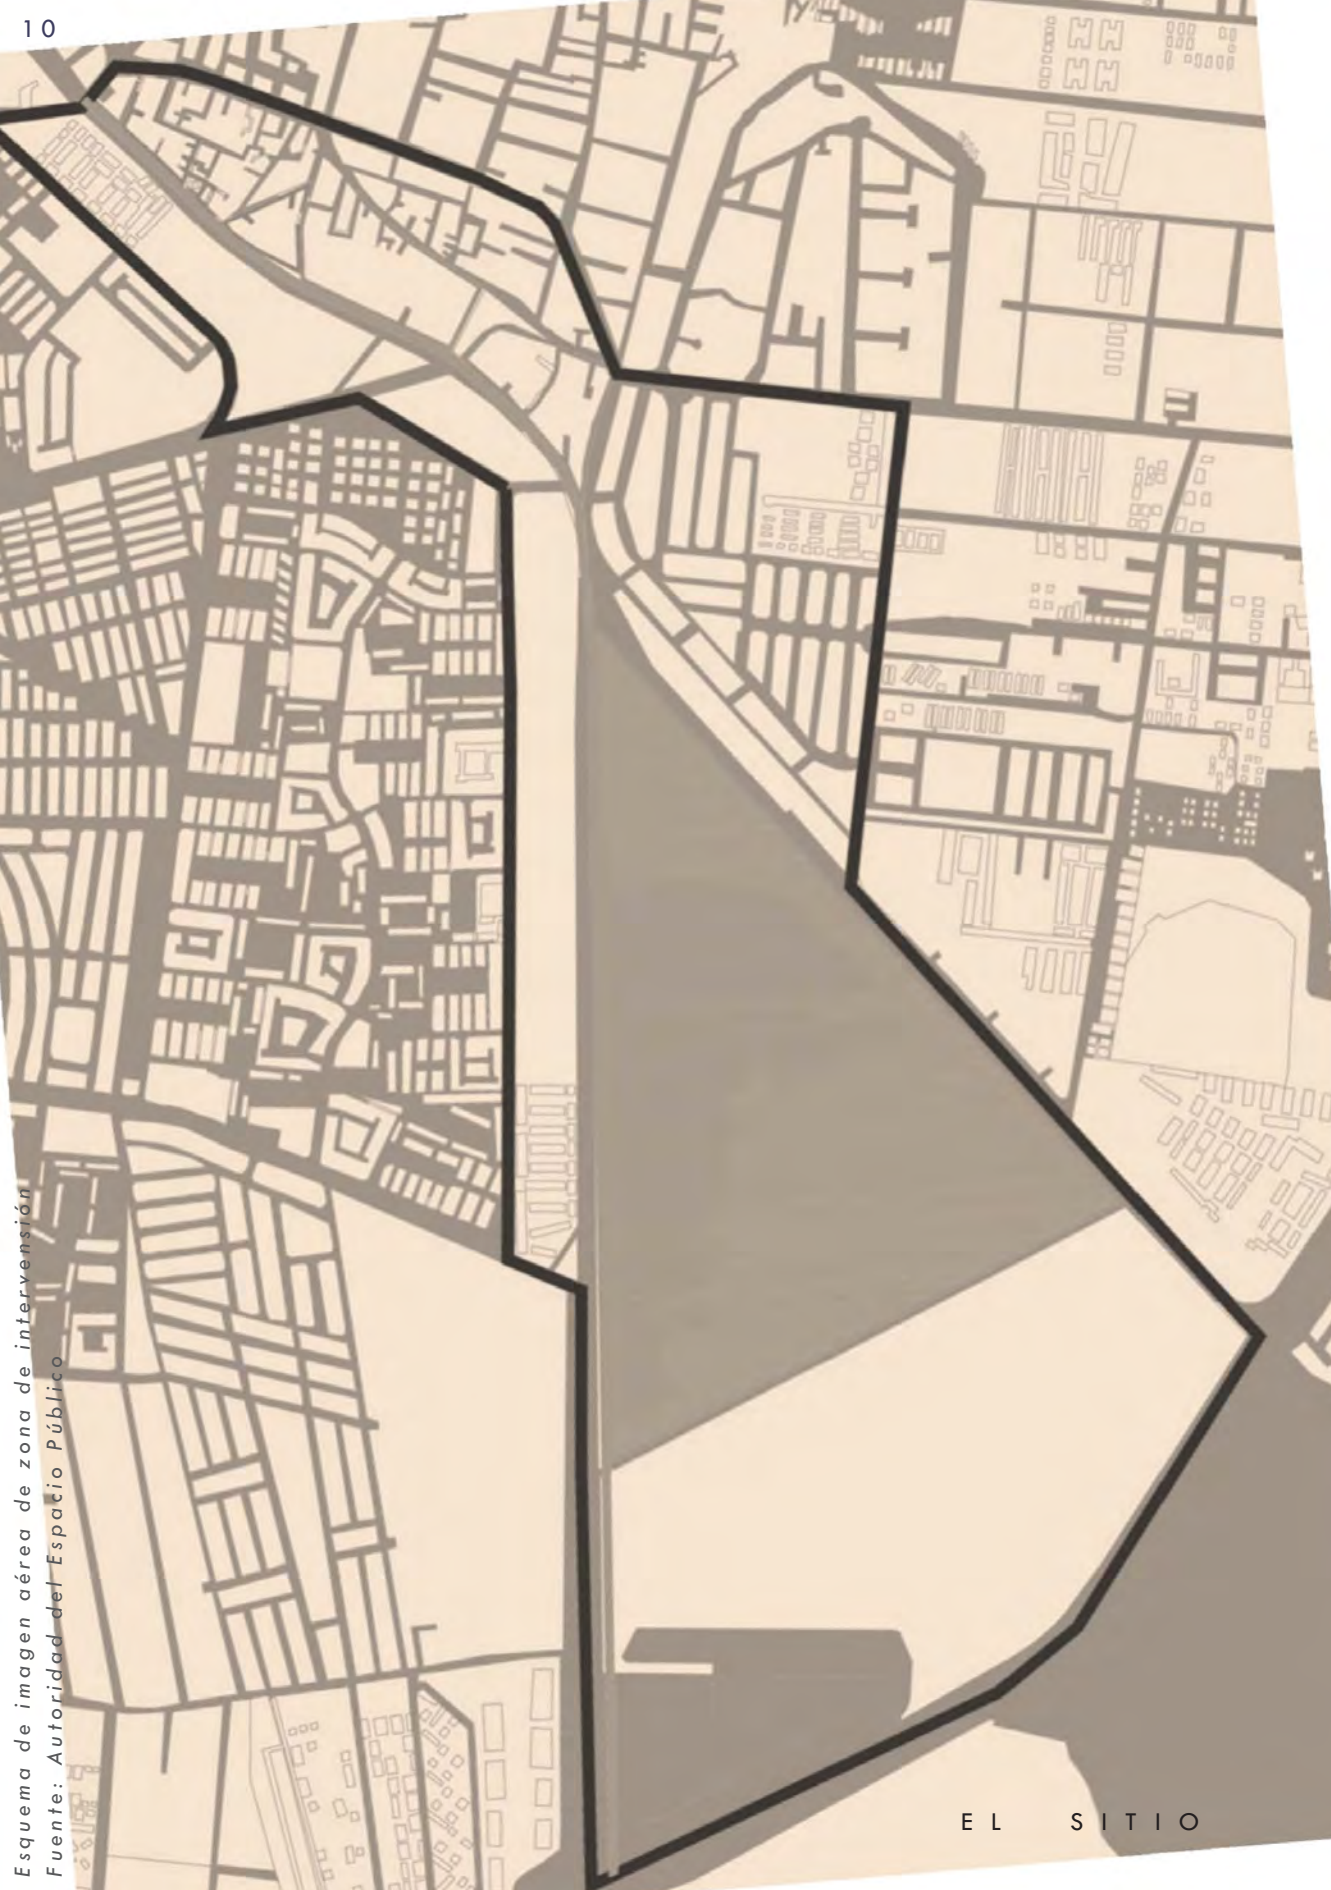 10
Esquema de imagen aérea de zona de intervensión
Fuente: Autoridad del Espacio Público
EL SITIO